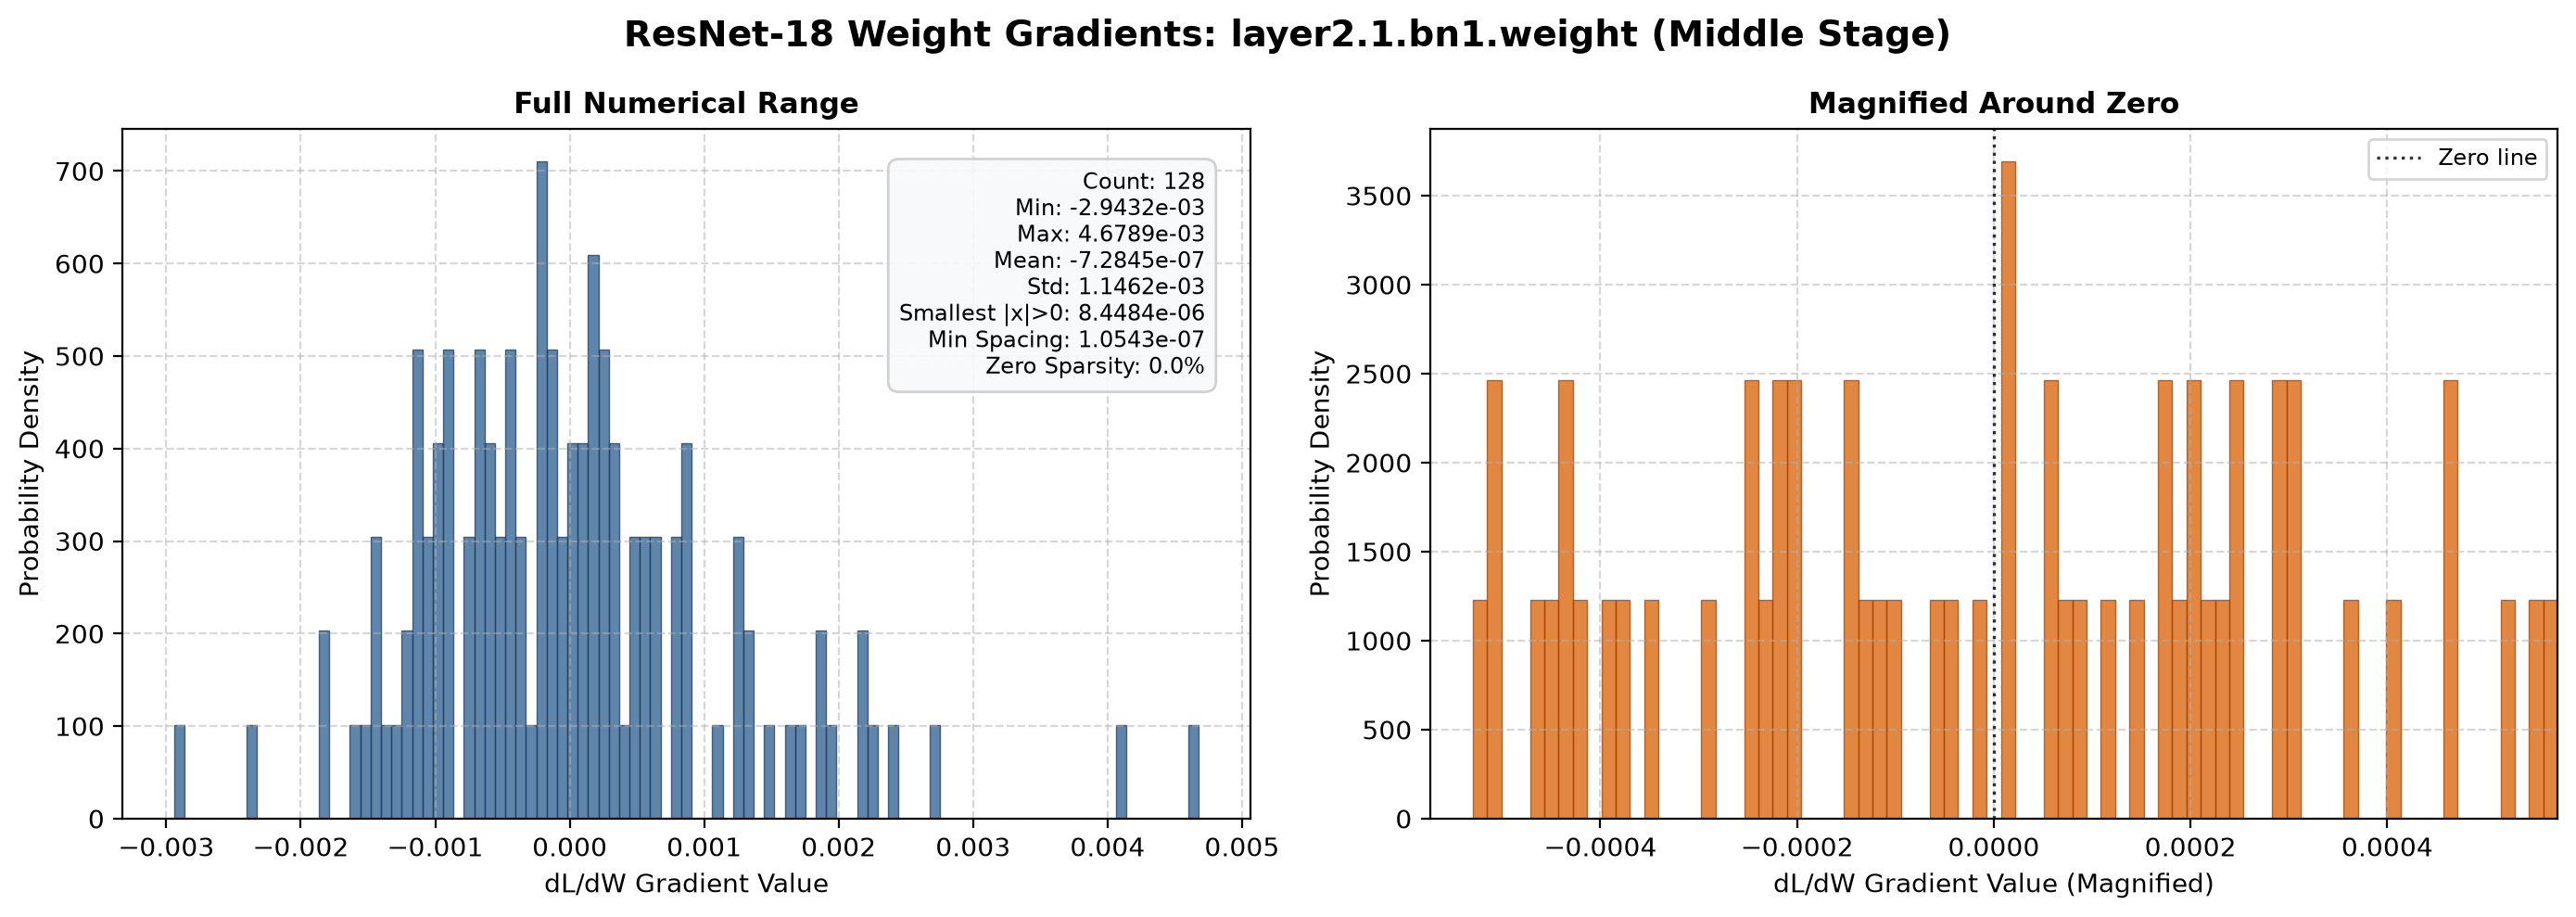 ResNet-18 Weight Gradients: layer2.1.bn1.weight (Middle Stage)
Full Numerical Range
Probability Density
700
600
500
400
300
200
100
0
Count: 128
Min: -2.9432e-03
Max: 4.6789e-03
Mean: -7.2845e-07
Std: 1.1462e-03
Smallest |x|>0: 8.4484e-06
Min Spacing: 1.0543e-07
Zero Sparsity: 0.0%
−0.003 −0.002 −0.001 0.000 0.001 0.002 0.003 0.004 0.005
dL/dW Gradient Value
Magnified Around Zero
Probability Density
3500
3000
2500
2000
1500
1000
500
0
Zero line
−0.0004 −0.0002 0.0000 0.0002 0.0004
dL/dW Gradient Value (Magnified)